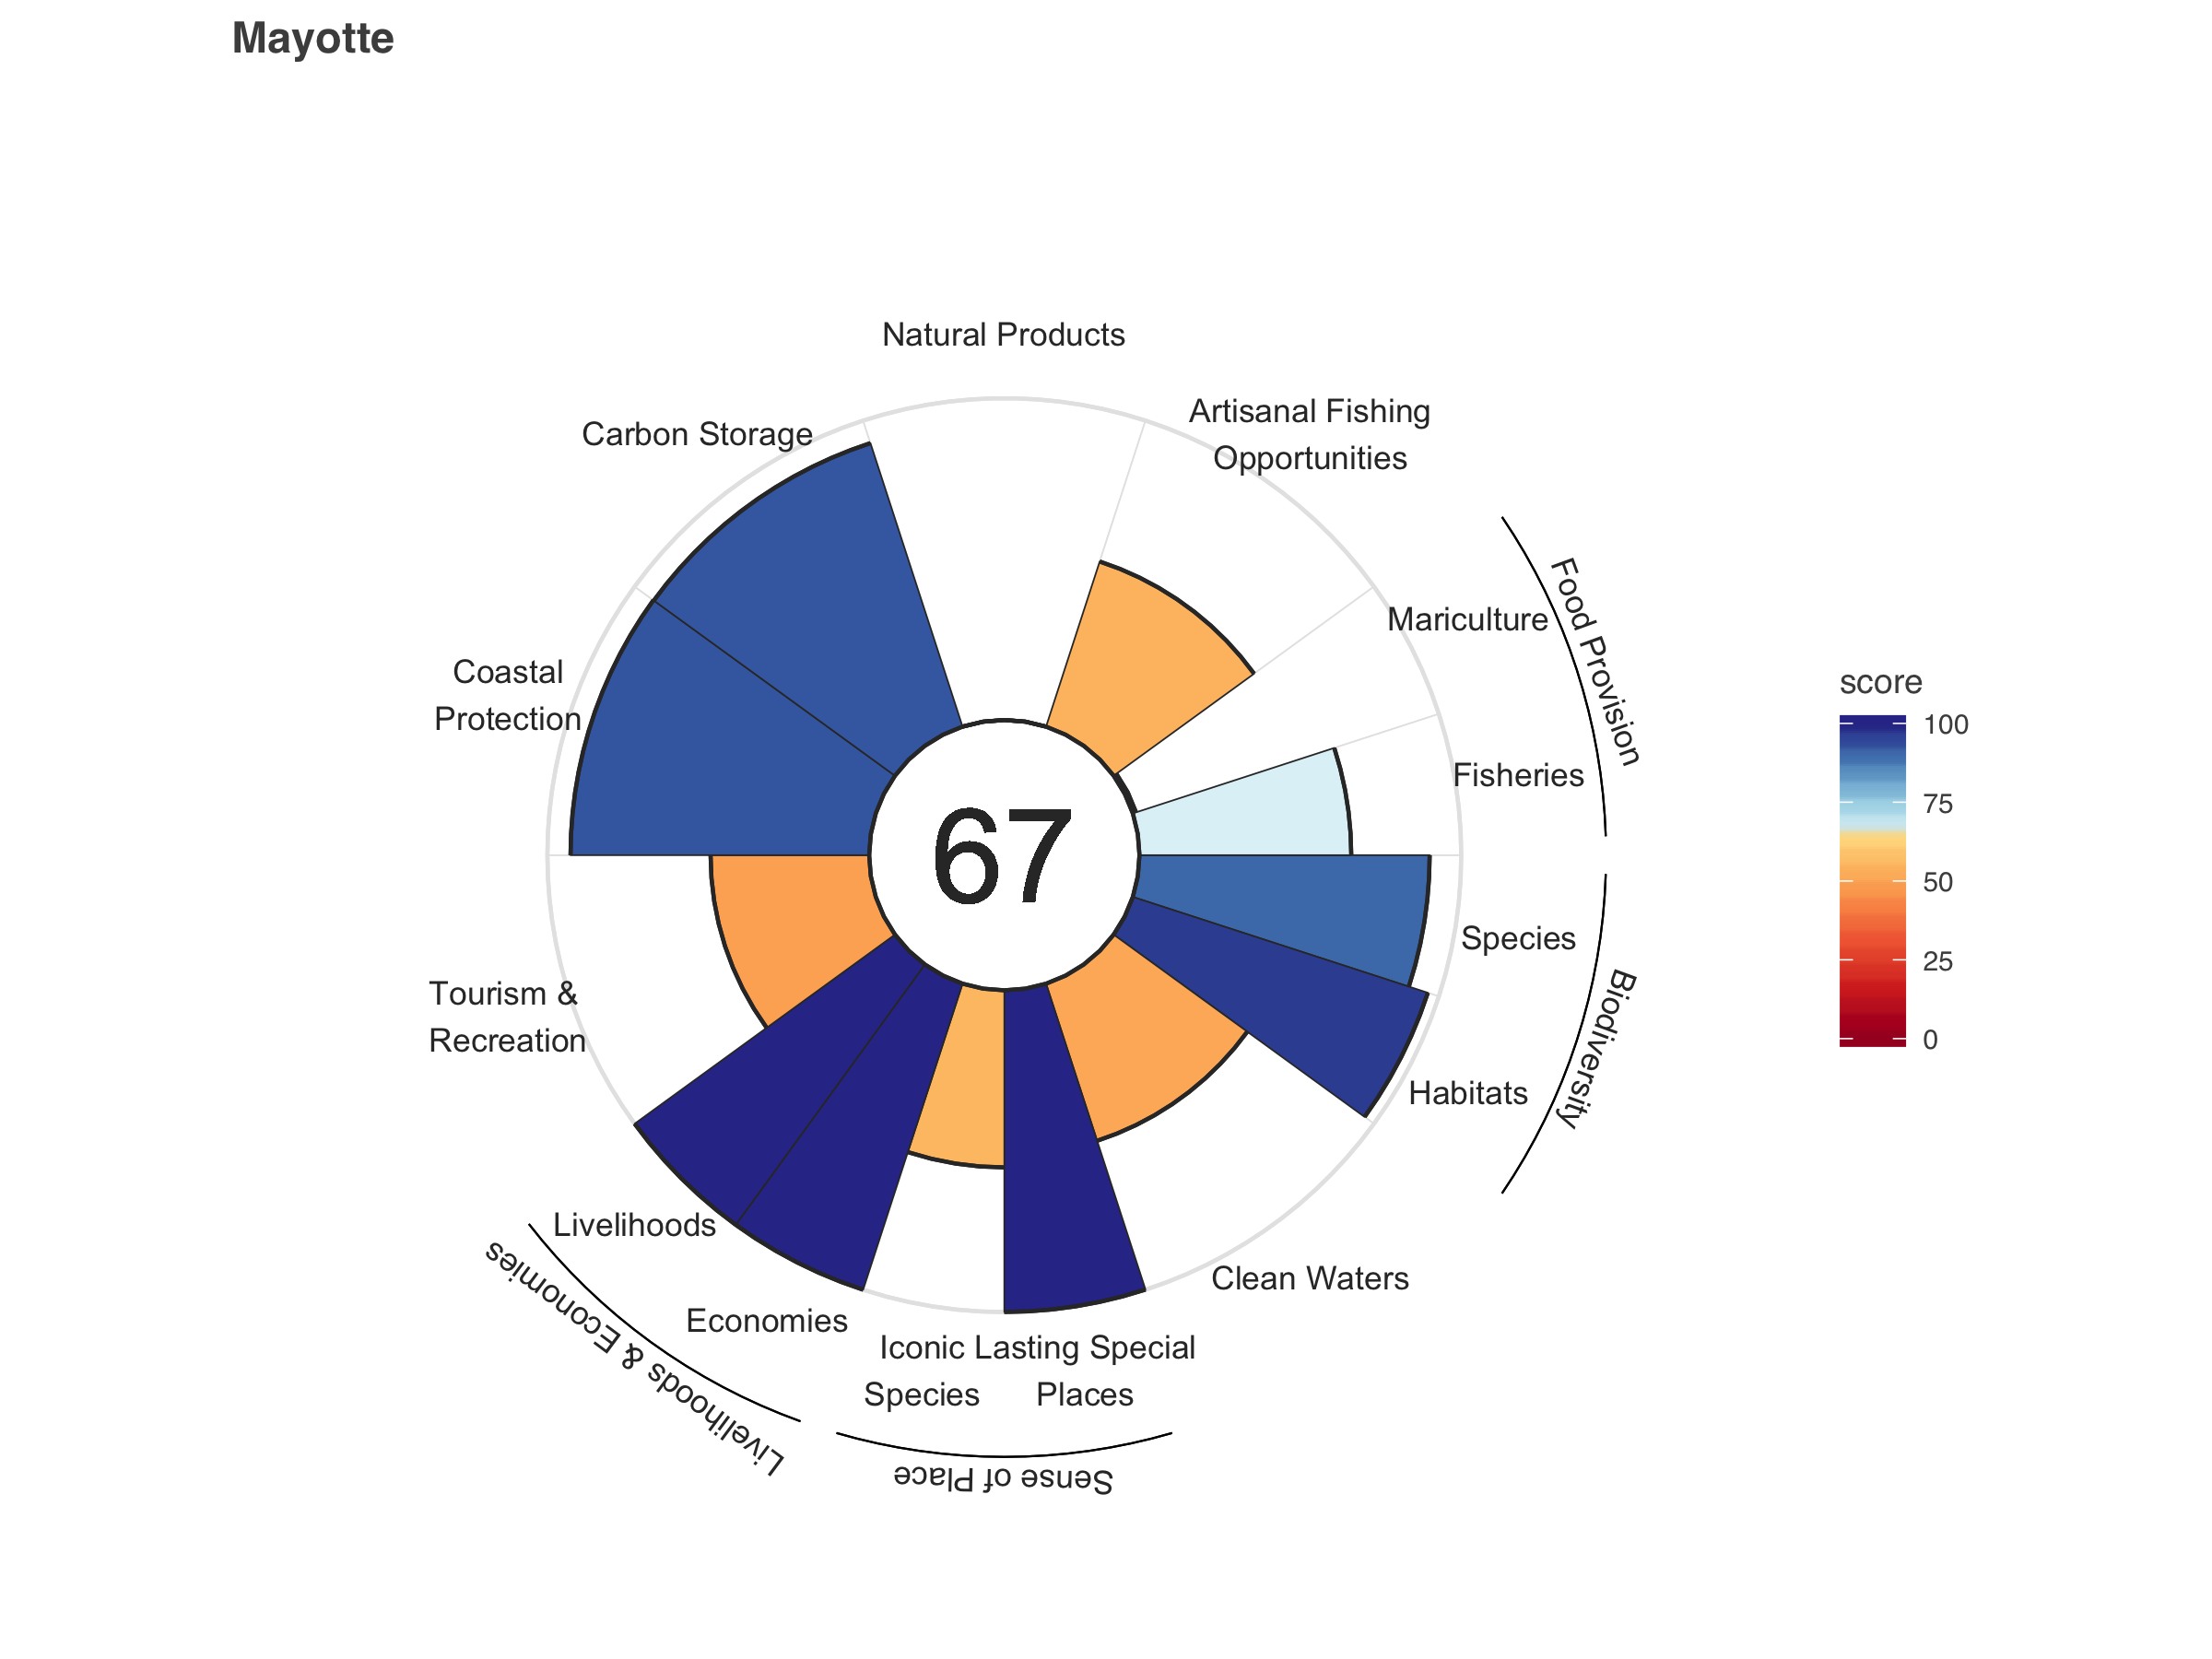 Mayotte
Natural Products
Artisanal Fishing
Opportunities
Carbon Storage
Mariculture
Food Provision
Coastal
Protection
Fisheries
score
100
75
50
25
0
67
Species
Biodiversity
Tourism &
Recreation
Habitats
Livelihoods
Clean Waters
Livelihoods & Economies
Economies
Iconic Lasting Special
Species Places
Sense of Place